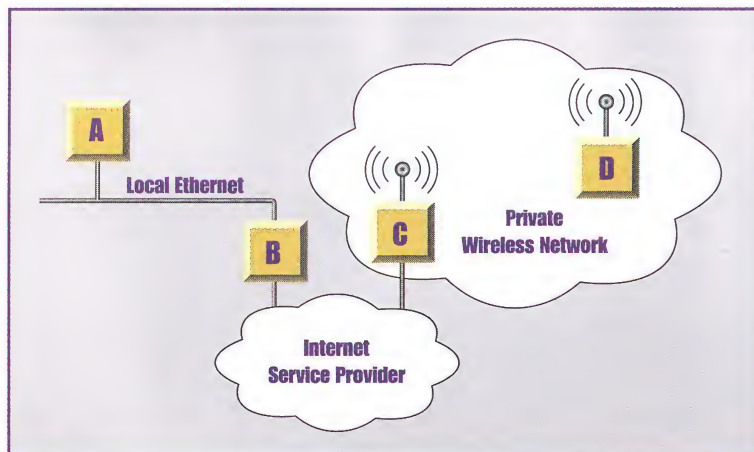 A
Local Ethernet
B
C
D
Private
Wireless Network
Internet
Service Provider